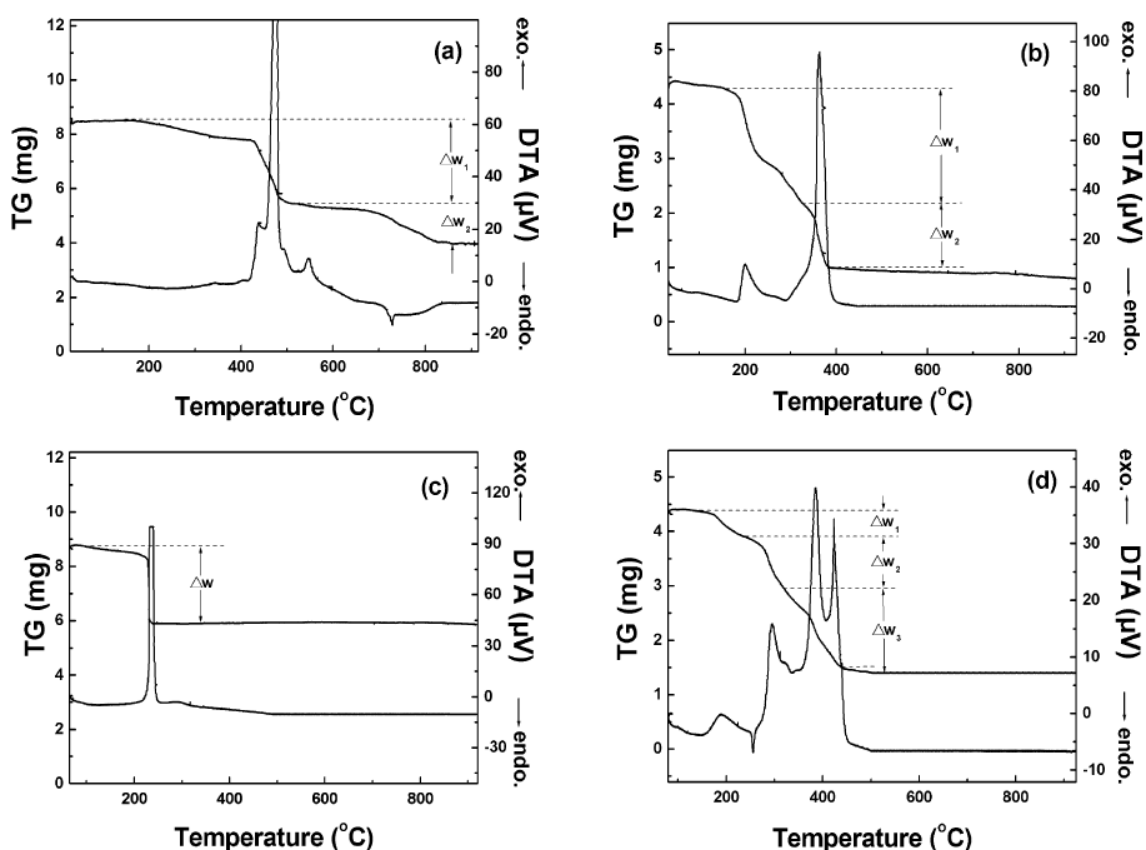 (a)
12
10
8
6
4
2
0
TG (mg)
200 400 600 800
Temperature (°C)
80
60
40
20
0
-20
DTA (μV)
exo.
endo.
△W₁
△W₂
(b)
5
4
3
2
1
0
TG (mg)
200 400 600 800
Temperature (°C)
100
80
60
40
20
0
-20
DTA (μV)
exo.
endo.
△W₁
△W₂
(c)
12
10
8
6
4
2
0
TG (mg)
200 400 600 800
Temperature (°C)
120
90
60
30
0
-30
DTA (μV)
exo.
endo.
△W
(d)
5
4
3
2
1
0
TG (mg)
200 400 600 800
Temperature (°C)
40
30
20
10
0
-10
DTA (μV)
exo.
endo.
△W₁
△W₂
△W₃